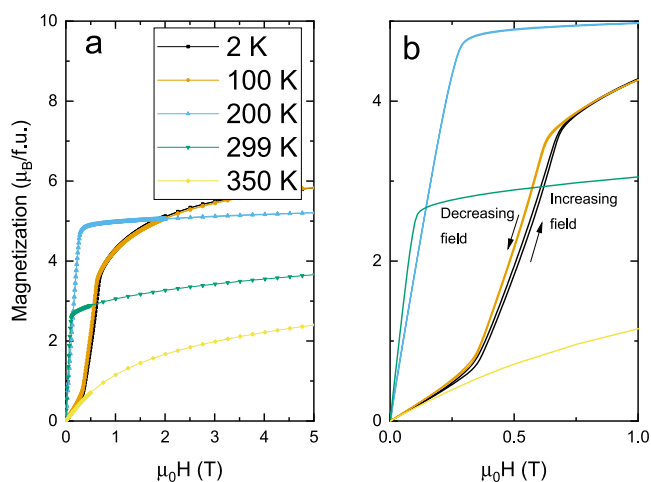 a
2 K
100 K
200 K
299 K
350 K
Magnetization (μB/f.u.)
10
8
6
4
2
0
0 1 2 3 4 5
μ0H (T)
b
Decreasing
field
Increasing
field
4
2
0
0.0 0.5 1.0
μ0H (T)